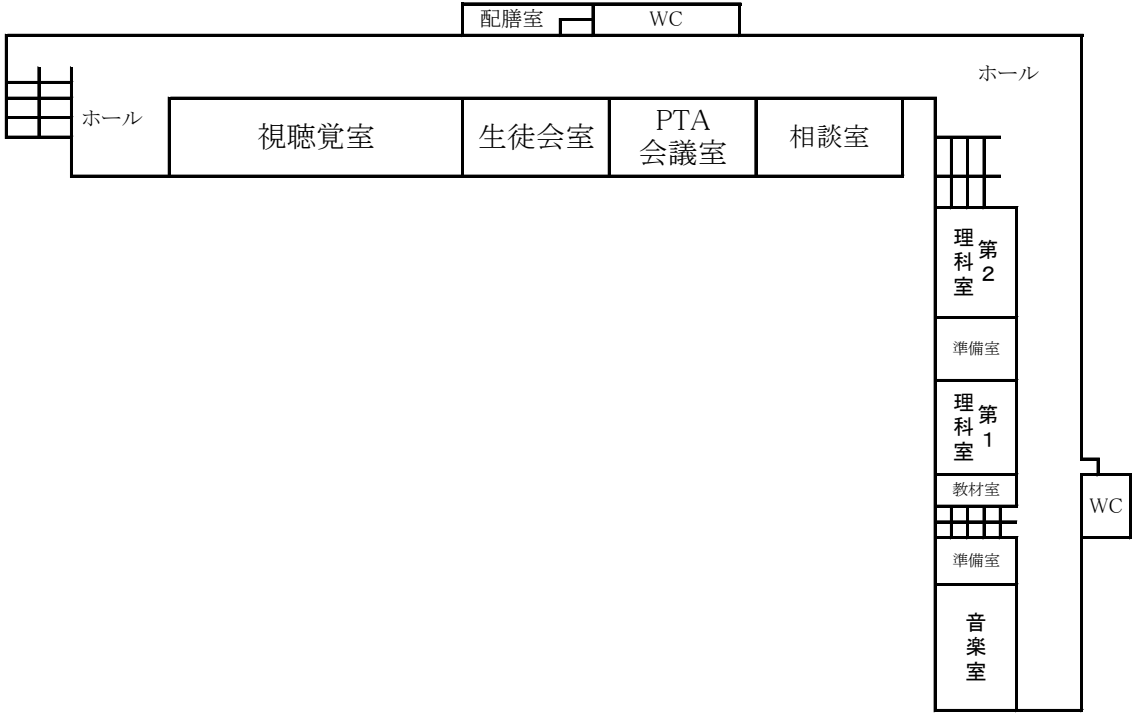 配膳室
WC
ホール
ホール
視聴覚室
生徒会室
PTA
会議室
相談室
第2
理科室
準備室
第1
理科室
教材室
WC
準備室
音楽室